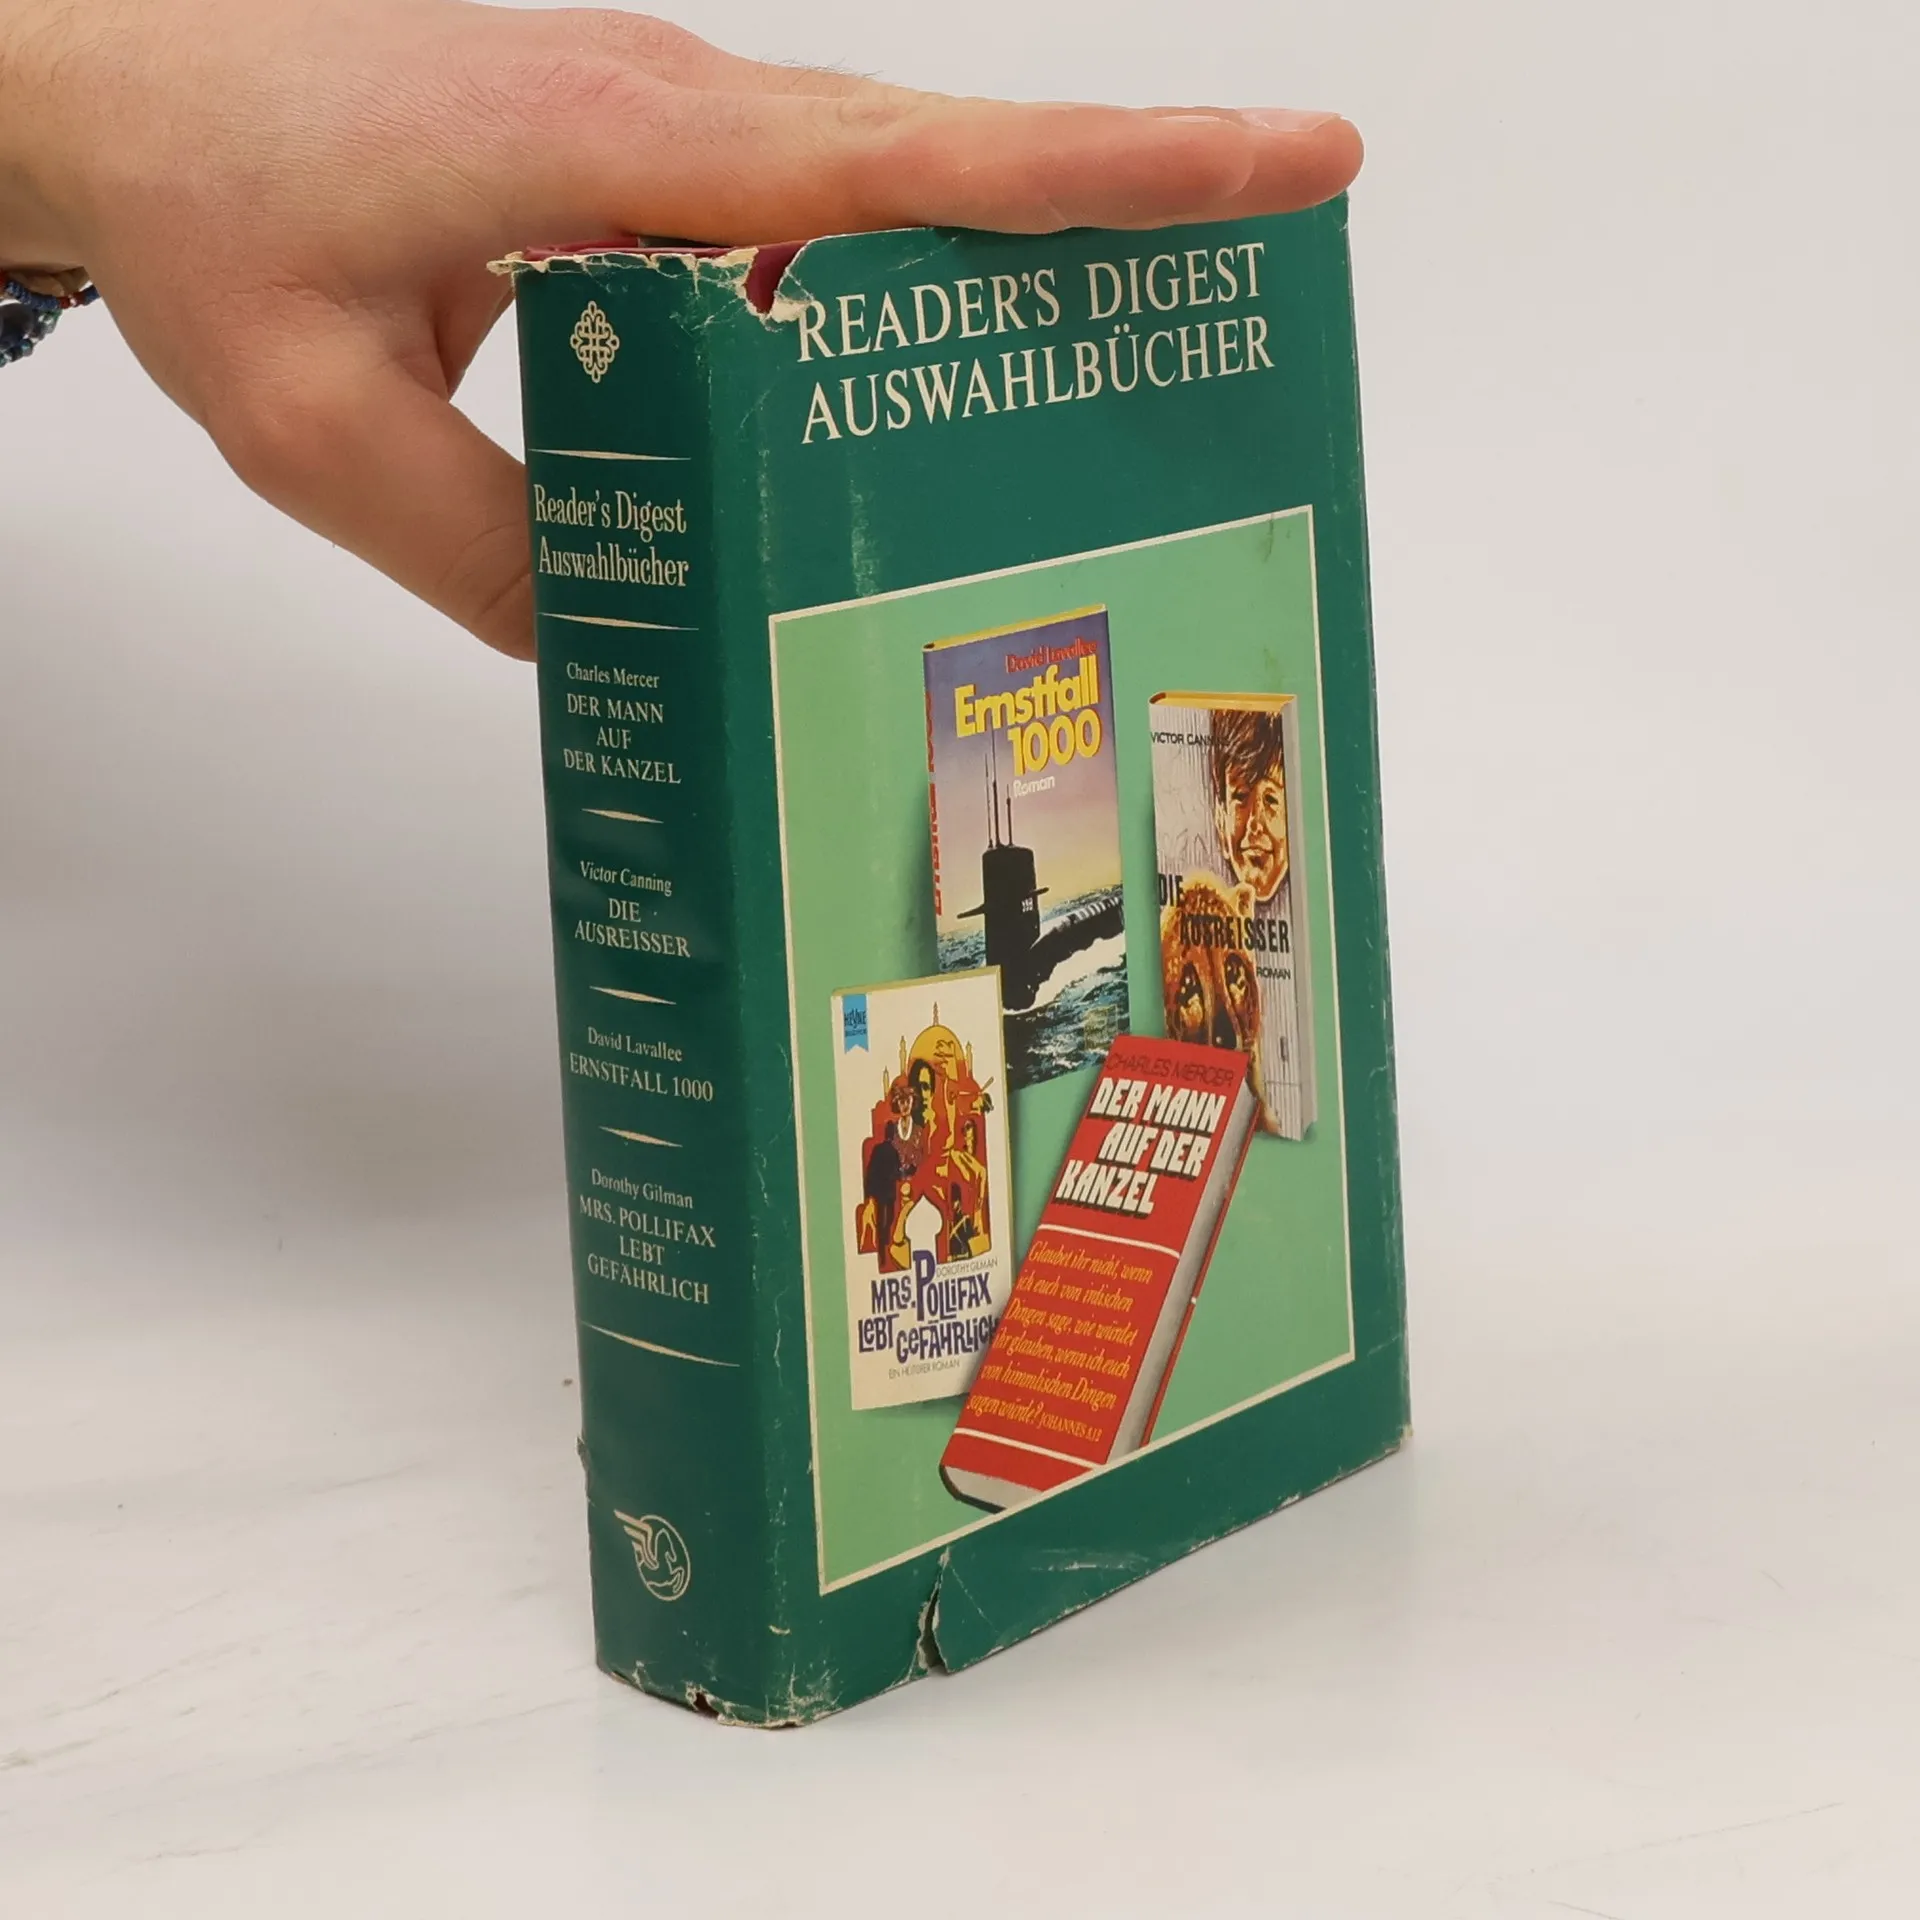 READER'S DIGEST
AUSWAHLBÜCHER
Reader's Digest
Auswahlbücher
Charles Mercer
DER MANN
AUF
DER KANZEL
Victor Canning
DIE
AUSREISSER
David Lavallee
ERNSTFALL 1000
Dorothy Gilman
MRS. POLLIFAX
LEBT
GEFÄHRLICH
David Lavallee
Ernstfall
1000
Roman
VICTOR CANNING
DIE
AUSREISSER
ROMAN
HEYNE
DOROTHY GILMAN
MRS. POLLIFAX
LEBT GEFÄHRLICH
EIN HEITERER ROMAN
CHARLES MERCER
DER MANN
AUF DER
KANZEL
Glaubet ihr nicht, wenn
ich euch von irdischen
Dingen sage, wie würdet
ihr glauben, wenn ich euch
von himmlischen Dingen
sagen würde? JOHANNES 3,12